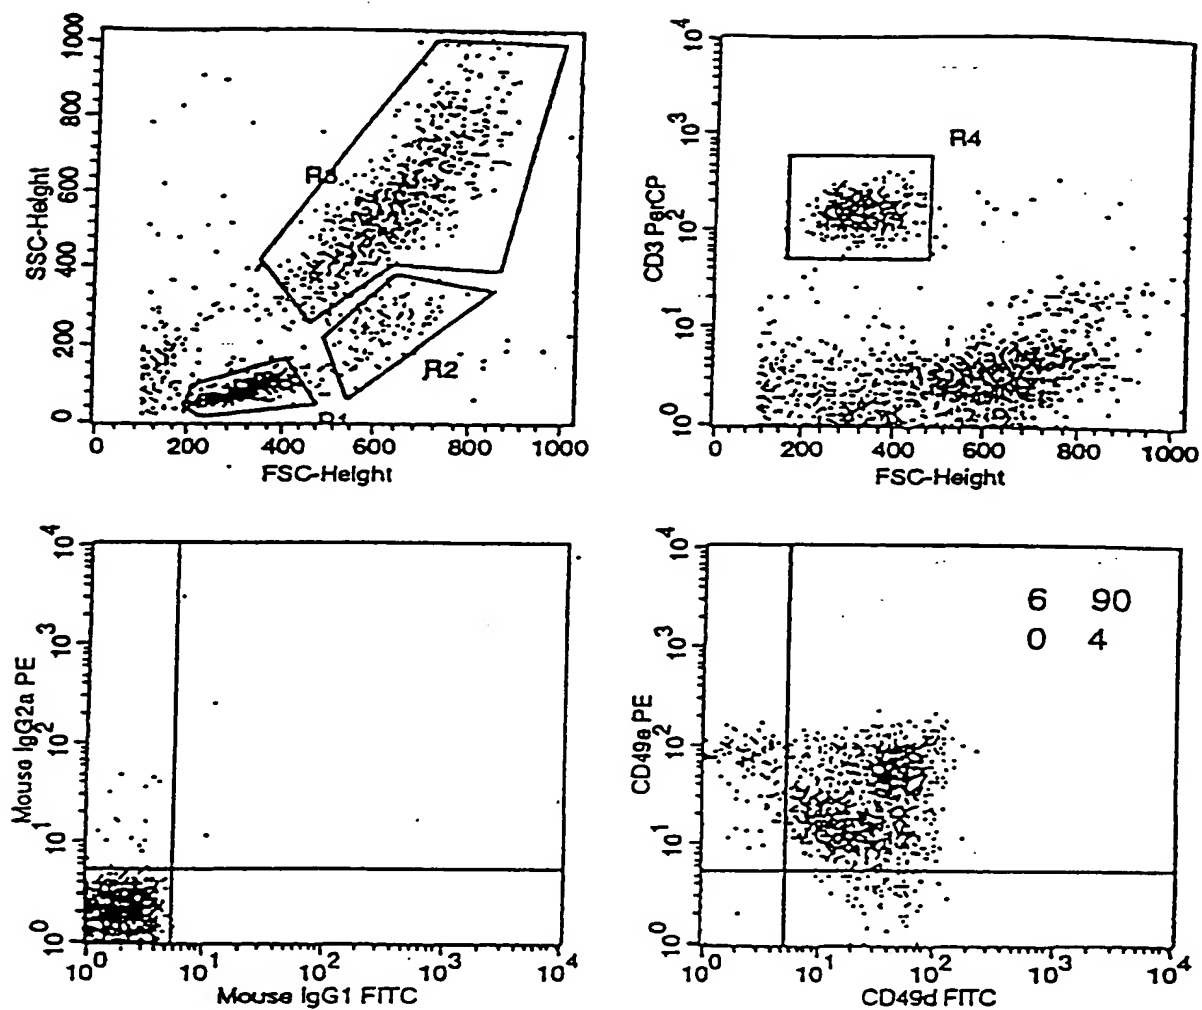 1000
800
600
400
200
0
SSC-Height
R3
R2
R1
0 200 400 600 800 1000
FSC-Height
10^4
10^3
10^2
10^1
10^0
CD3 PerCP
R4
0 200 400 600 800 1000
FSC-Height
10^4
10^3
10^2
10^1
10^0
Mouse IgG2a PE
10^0 10^1 10^2 10^3 10^4
Mouse IgG1 FITC
10^4
10^3
10^2
10^1
10^0
CD49e PE
6 90
0 4
10^0 10^1 10^2 10^3 10^4
CD49d FITC